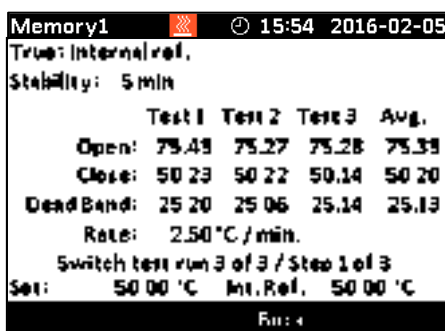 Memory1 15:54 2016-02-05
True: Internal ref.
Stability: 5 min
Test 1 Test 2 Test 3 Avg.
Open: 75.43 75.27 75.28 75.33
Close: 50 23 50 22 50.14 50 20
Dead Band: 25 20 25 06 25.14 25.13
Rate: 2.50 °C / min.
Switch test run 3 of 3 / Step 1 of 3
Set: 50 00 °C Int. Ref. 50 00 °C